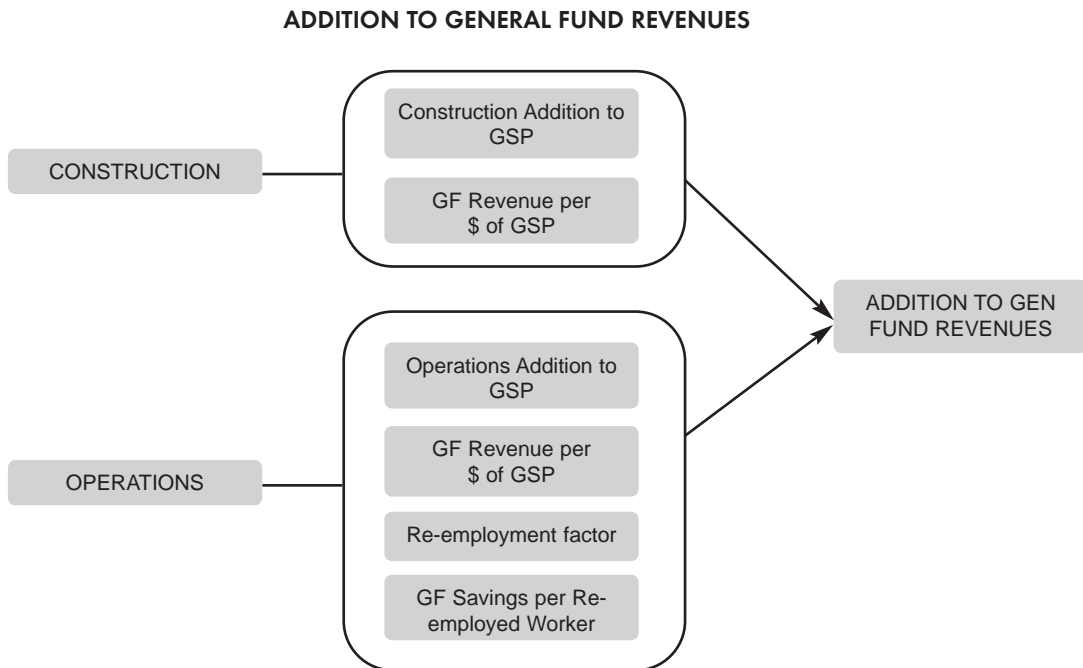 ADDITION TO GENERAL FUND REVENUES
CONSTRUCTION
Construction Addition to
GSP
GF Revenue per
$ of GSP
OPERATIONS
Operations Addition to
GSP
GF Revenue per
$ of GSP
Re-employment factor
GF Savings per Re-
employed Worker
ADDITION TO GEN
FUND REVENUES